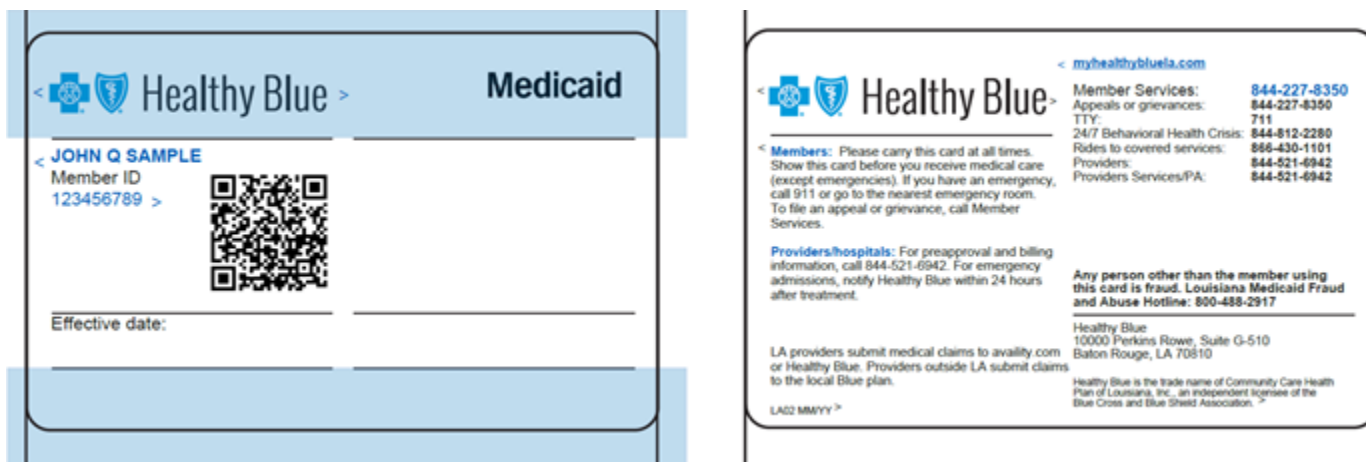 < Healthy Blue >
Medicaid
< JOHN Q SAMPLE
Member ID
123456789 >
Effective date:
< Healthy Blue>
< Members: Please carry this card at all times.
Show this card before you receive medical care
(except emergencies). If you have an emergency,
call 911 or go to the nearest emergency room.
To file an appeal or grievance, call Member
Services.
Providers/hospitals: For preapproval and billing
information, call 844-521-6942. For emergency
admissions, notify Healthy Blue within 24 hours
after treatment.
LA providers submit medical claims to availity.com
or Healthy Blue. Providers outside LA submit claims
to the local Blue plan.
LA02 MM/YY >
< myhealthybluela.com
Member Services: 844-227-8350
Appeals or grievances: 844-227-8350
TTY: 711
24/7 Behavioral Health Crisis: 844-812-2280
Rides to covered services: 866-430-1101
Providers: 844-521-6942
Providers Services/PA: 844-521-6942
Any person other than the member using
this card is fraud. Louisiana Medicaid Fraud
and Abuse Hotline: 800-488-2917
Healthy Blue
10000 Perkins Rowe, Suite G-510
Baton Rouge, LA 70810
Healthy Blue is the trade name of Community Care Health
Plan of Louisiana, Inc., an independent licensee of the
Blue Cross and Blue Shield Association. >